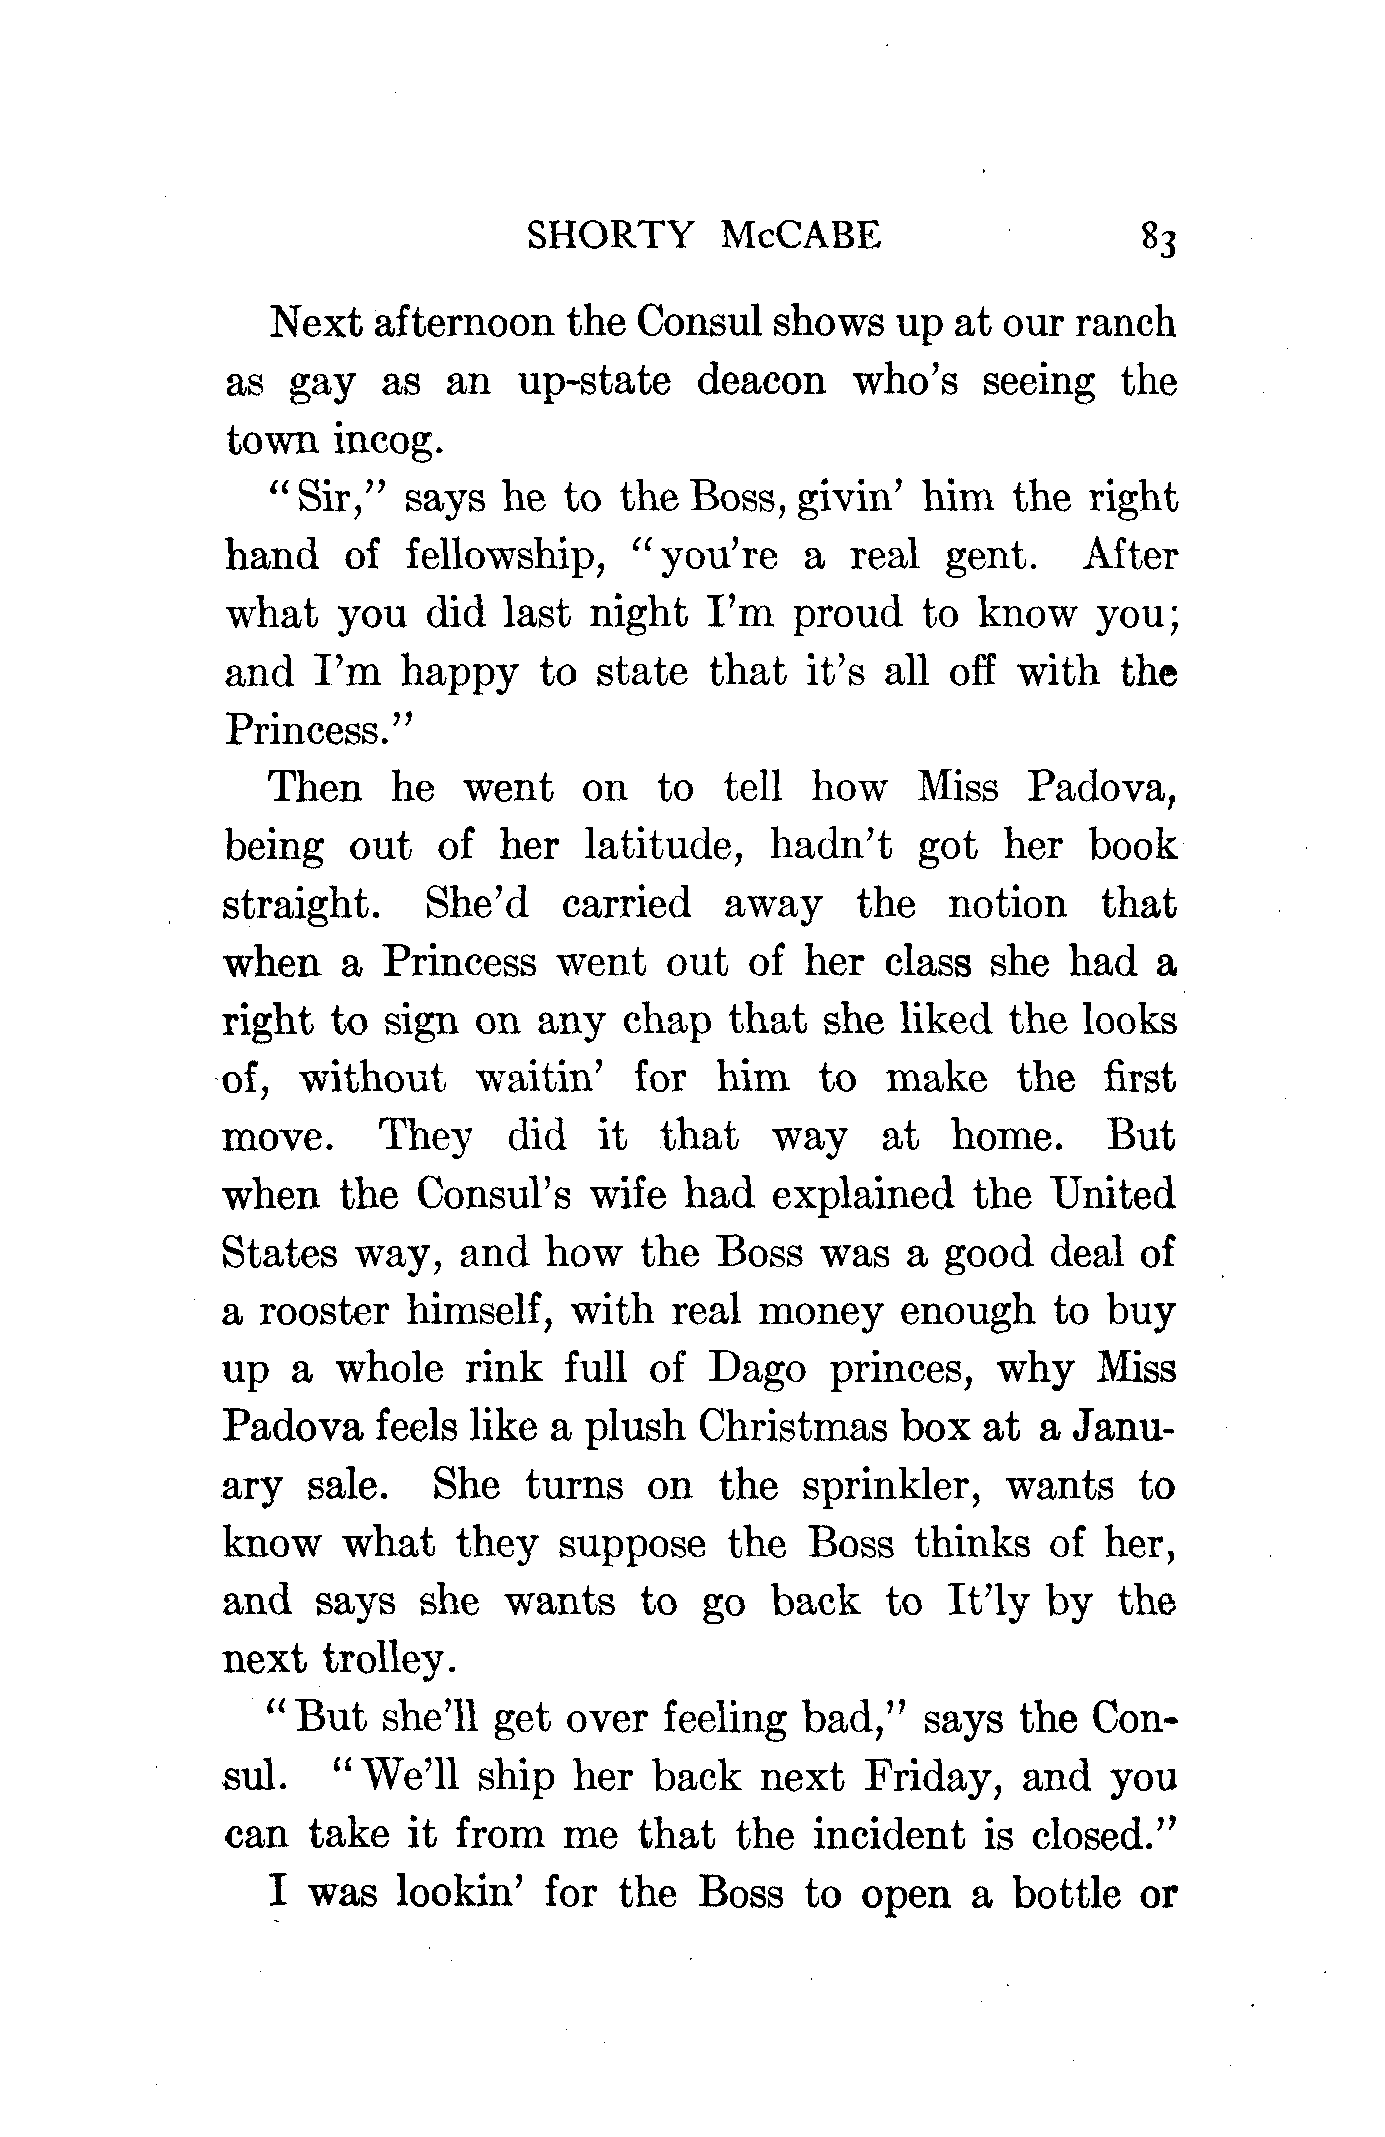 SHORTY McCABE 83
Next afternoon the Consul shows up at our ranch
as gay as an up-state deacon who's seeing the
town incog.
"Sir," says he to the Boss, givin' him the right
hand of fellowship, "you're a real gent. After
what you did last night I'm proud to know you;
and I'm happy to state that it's all off with the
Princess."
Then he went on to tell how Miss Padova,
being out of her latitude, hadn't got her book
straight. She'd carried away the notion that
when a Princess went out of her class she had a
right to sign on any chap that she liked the looks
of, without waitin' for him to make the first
move. They did it that way at home. But
when the Consul's wife had explained the United
States way, and how the Boss was a good deal of
a rooster himself, with real money enough to buy
up a whole rink full of Dago princes, why Miss
Padova feels like a plush Christmas box at a Janu-
ary sale. She turns on the sprinkler, wants to
know what they suppose the Boss thinks of her,
and says she wants to go back to It'ly by the
next trolley.
"But she'll get over feeling bad," says the Con-
sul. "We'll ship her back next Friday, and you
can take it from me that the incident is closed."
I was lookin' for the Boss to open a bottle or